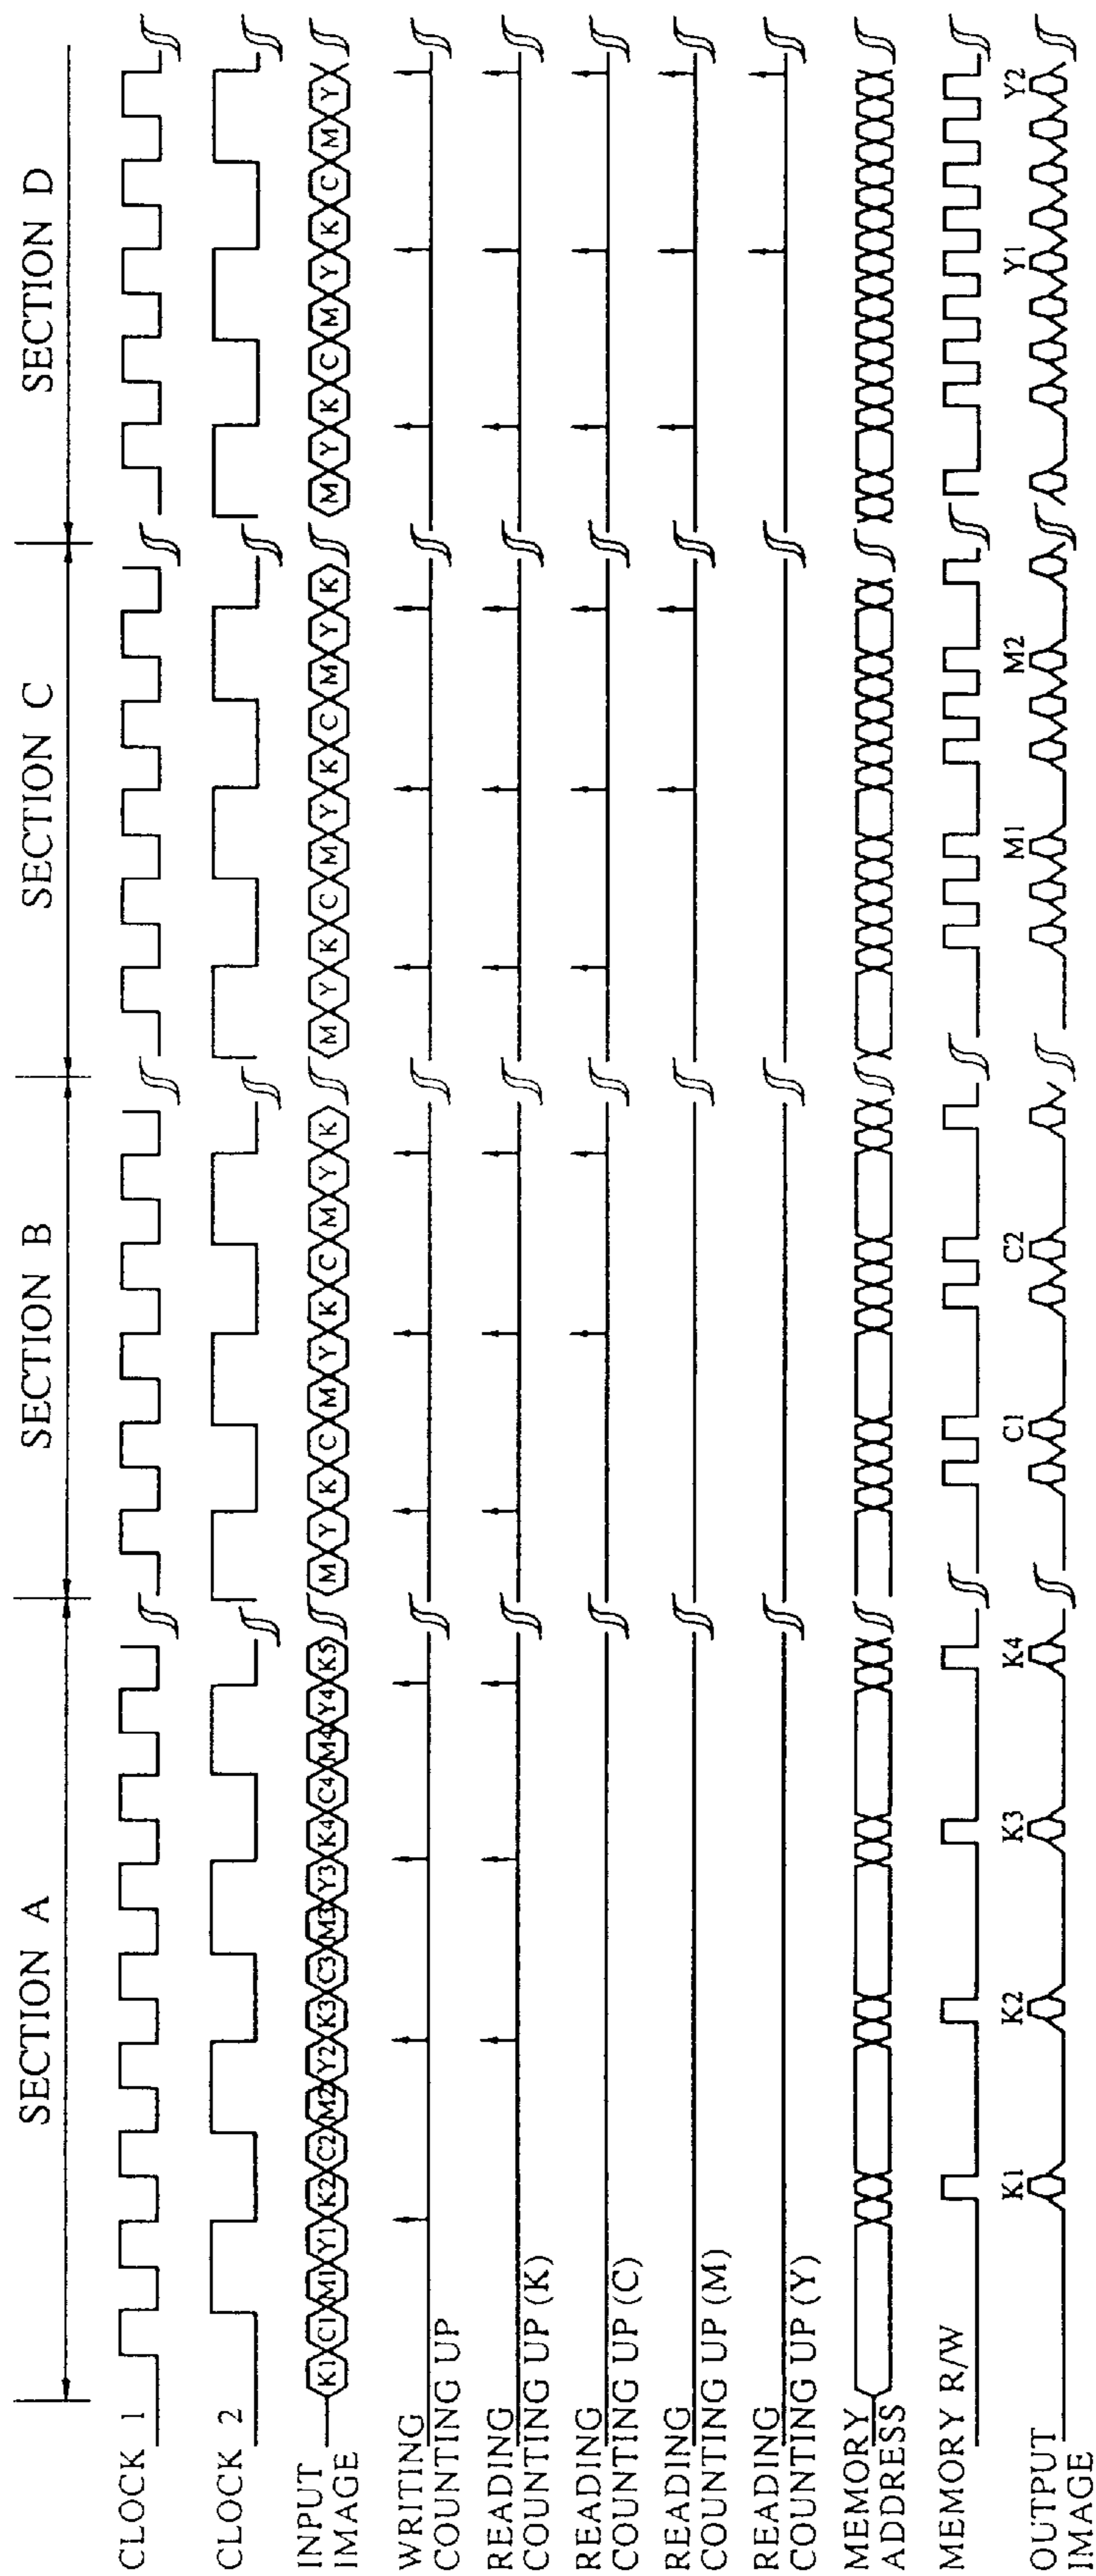 SECTION A SECTION B SECTION C SECTION D
CLOCK 1
CLOCK 2
INPUT
IMAGE
K1 C1 M1 Y1 K2 C2 M2 Y2 K3 C3 M3 Y3 K4 C4 M4 Y4 K5 M Y K C M Y K C M Y K M Y K C M Y K C M Y K M Y K C M Y K C M Y
WRITING
COUNTING UP
READING
COUNTING UP (K)
READING
COUNTING UP (C)
READING
COUNTING UP (M)
READING
COUNTING UP (Y)
MEMORY
ADDRESS
MEMORY R/W
K1 K2 K3 K4 C1 C2 M1 M2 Y1 Y2
OUTPUT
IMAGE